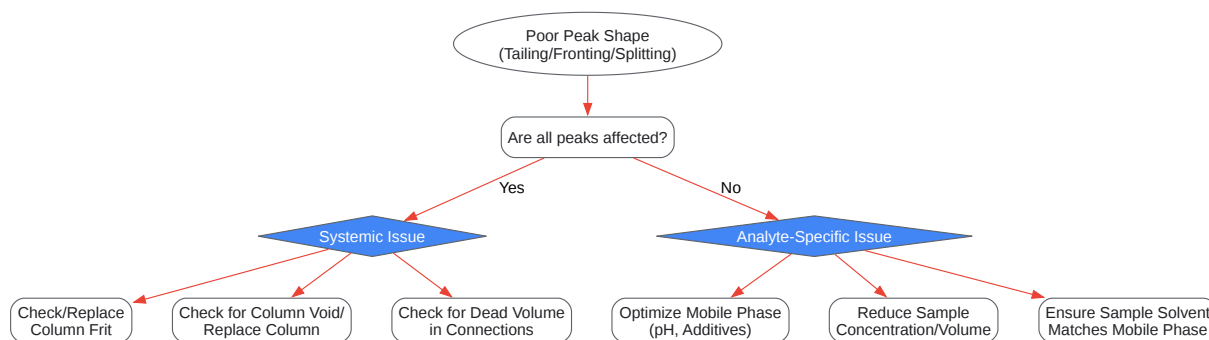 Poor Peak Shape
(Tailing/Fronting/Splitting)
Are all peaks affected?
Yes
No
Systemic Issue
Analyte-Specific Issue
Check/Replace
Column Frit
Check for Column Void/
Replace Column
Check for Dead Volume
in Connections
Optimize Mobile Phase
(pH, Additives)
Reduce Sample
Concentration/Volume
Ensure Sample Solvent
Matches Mobile Phase